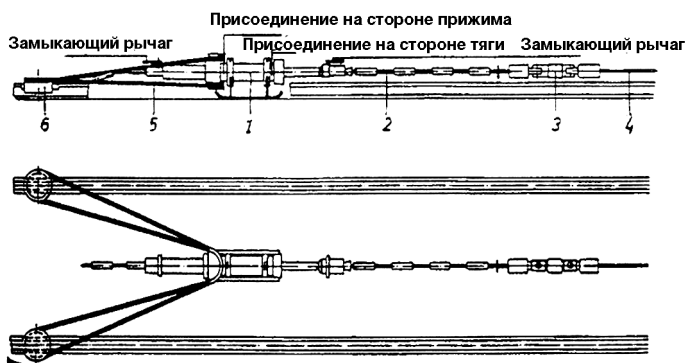 Присоединение на стороне прижима
Замыкающий рычаг Присоединение на стороне тяги Замыкающий рычаг
6 5 1 2 3 4